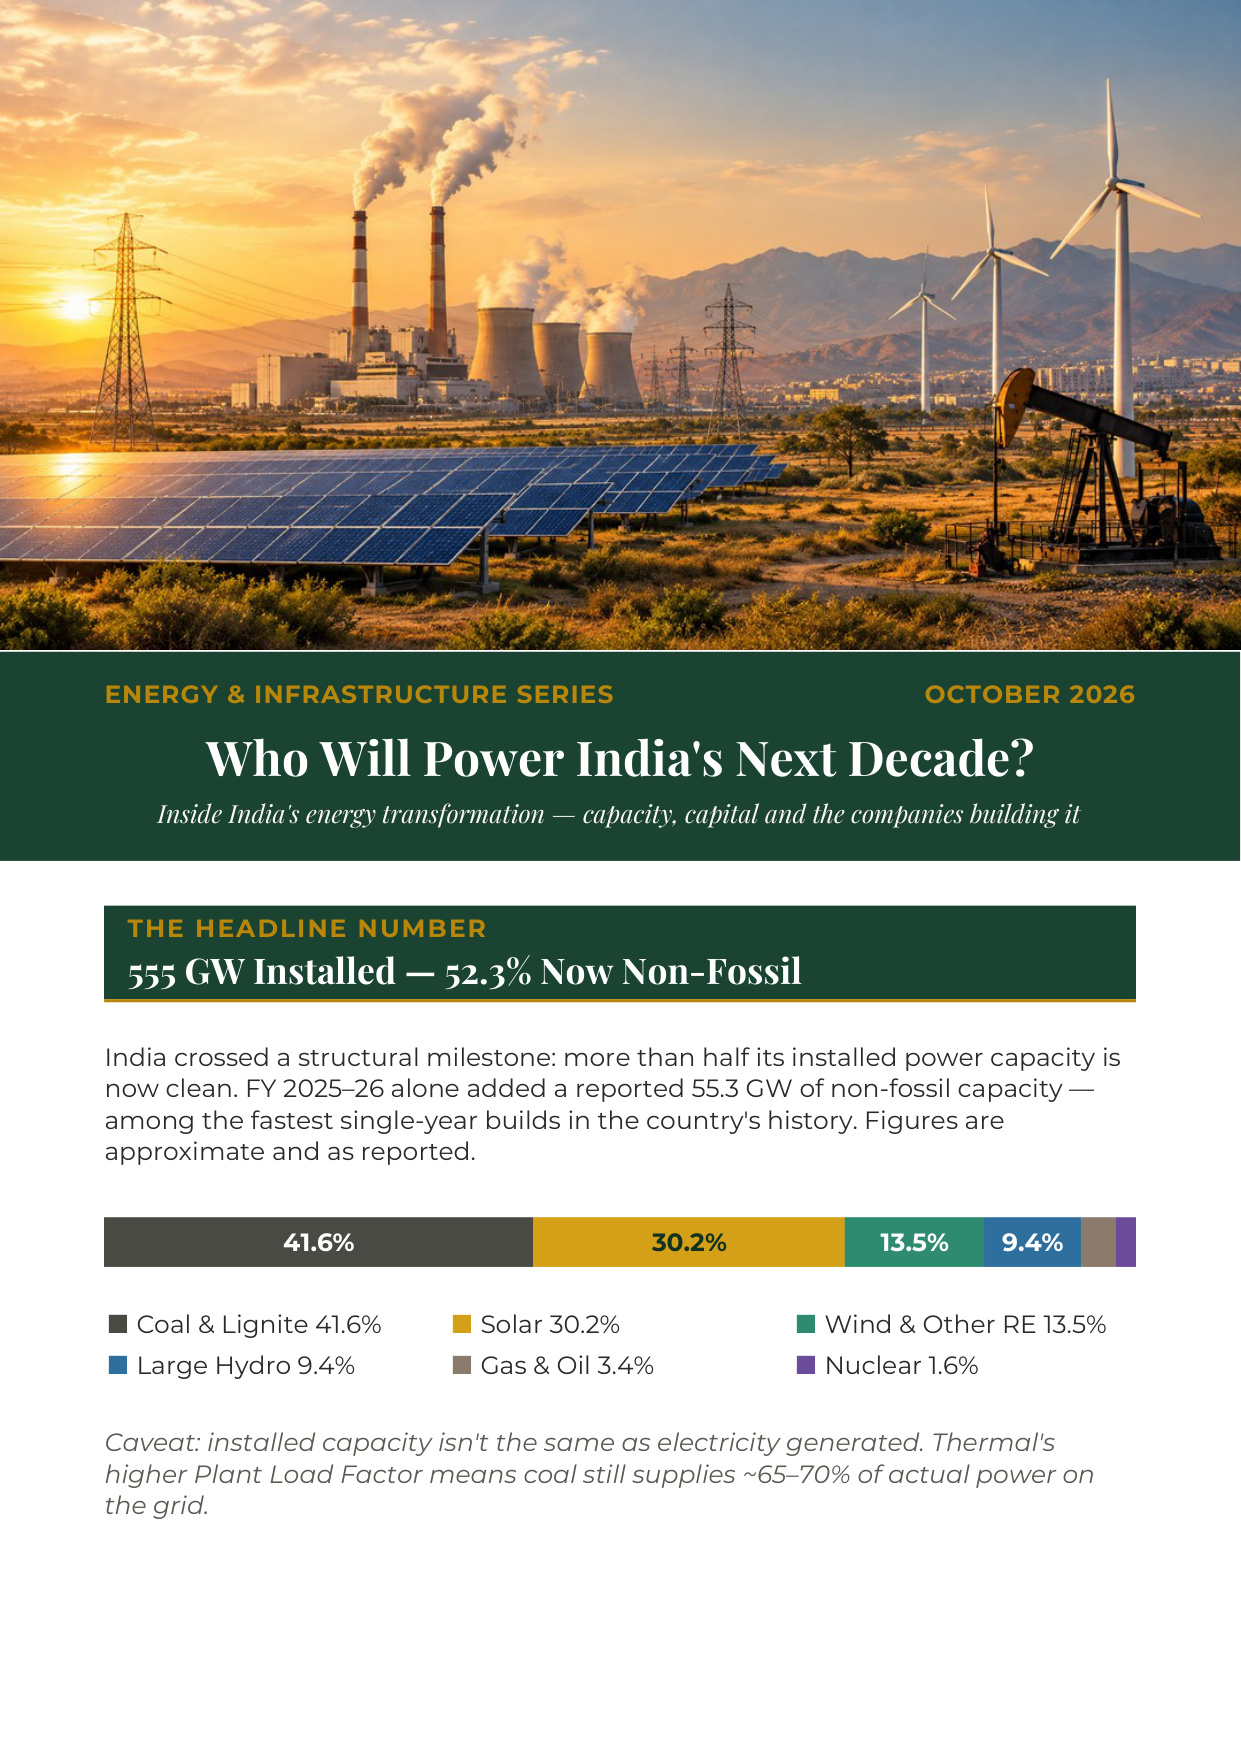 ENERGY & INFRASTRUCTURE SERIES
OCTOBER 2026
Who Will Power India's Next Decade?
Inside India's energy transformation — capacity, capital and the companies building it
THE HEADLINE NUMBER
555 GW Installed — 52.3% Now Non-Fossil
India crossed a structural milestone: more than half its installed power capacity is
now clean. FY 2025–26 alone added a reported 55.3 GW of non-fossil capacity —
among the fastest single-year builds in the country's history. Figures are
approximate and as reported.
41.6% 30.2% 13.5% 9.4%
Coal & Lignite 41.6% Solar 30.2% Wind & Other RE 13.5%
Large Hydro 9.4% Gas & Oil 3.4% Nuclear 1.6%
Caveat: installed capacity isn't the same as electricity generated. Thermal's
higher Plant Load Factor means coal still supplies ~65–70% of actual power on
the grid.